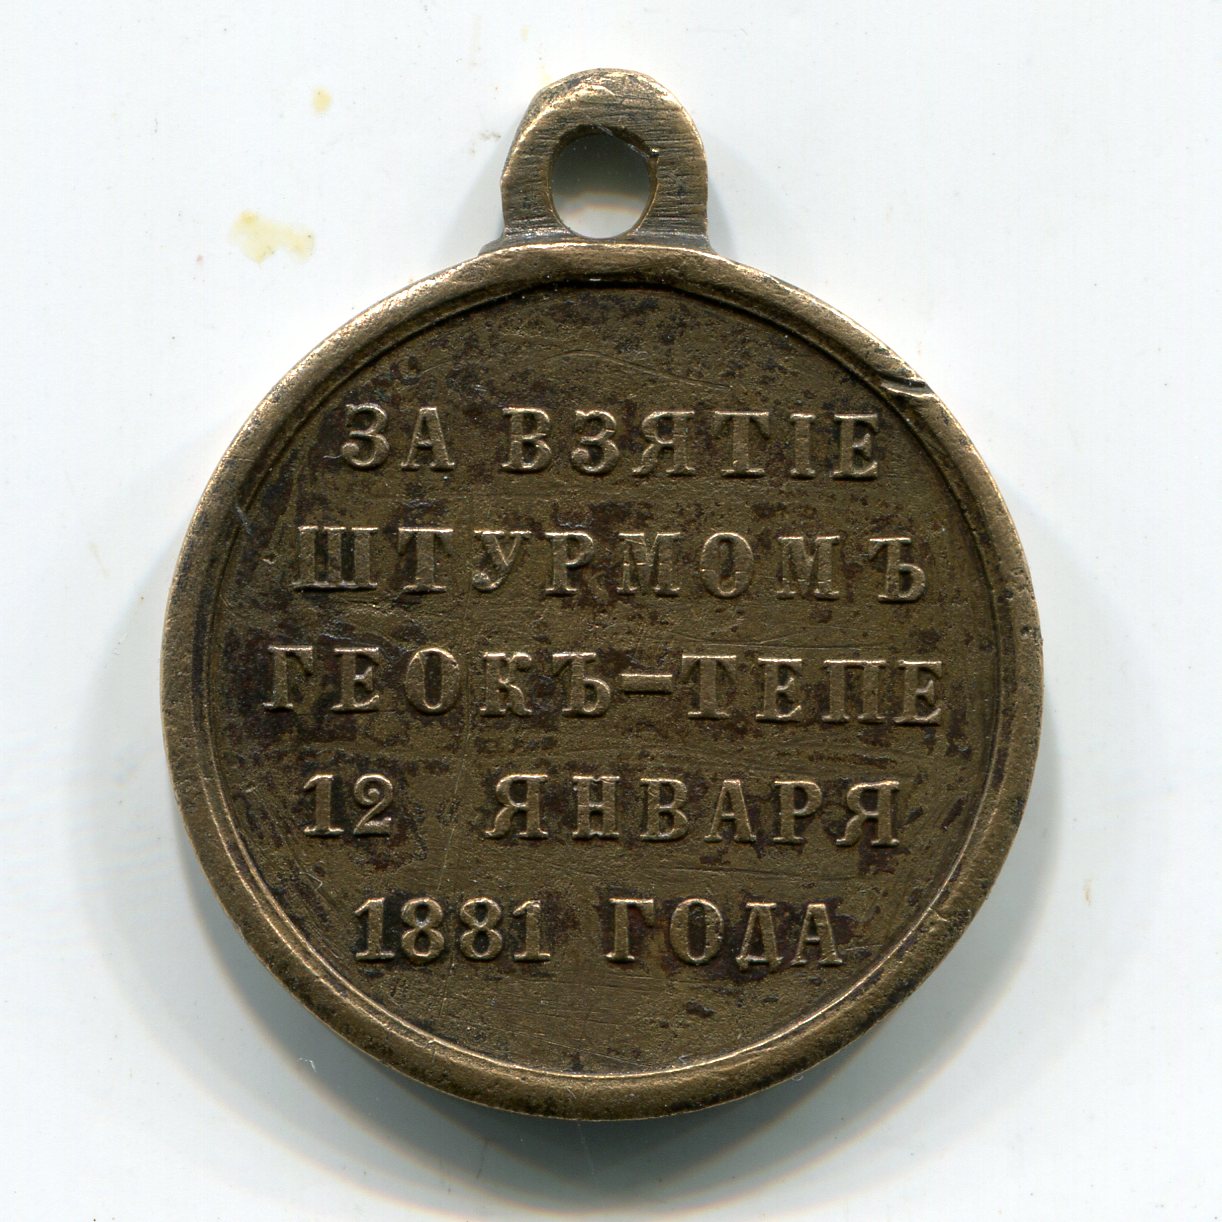 ЗА ВЗЯТІЕ
ШТУРМОМЪ
ГЕОКЪ-ТЕПЕ
12 ЯНВАРЯ
1881 ГОДА